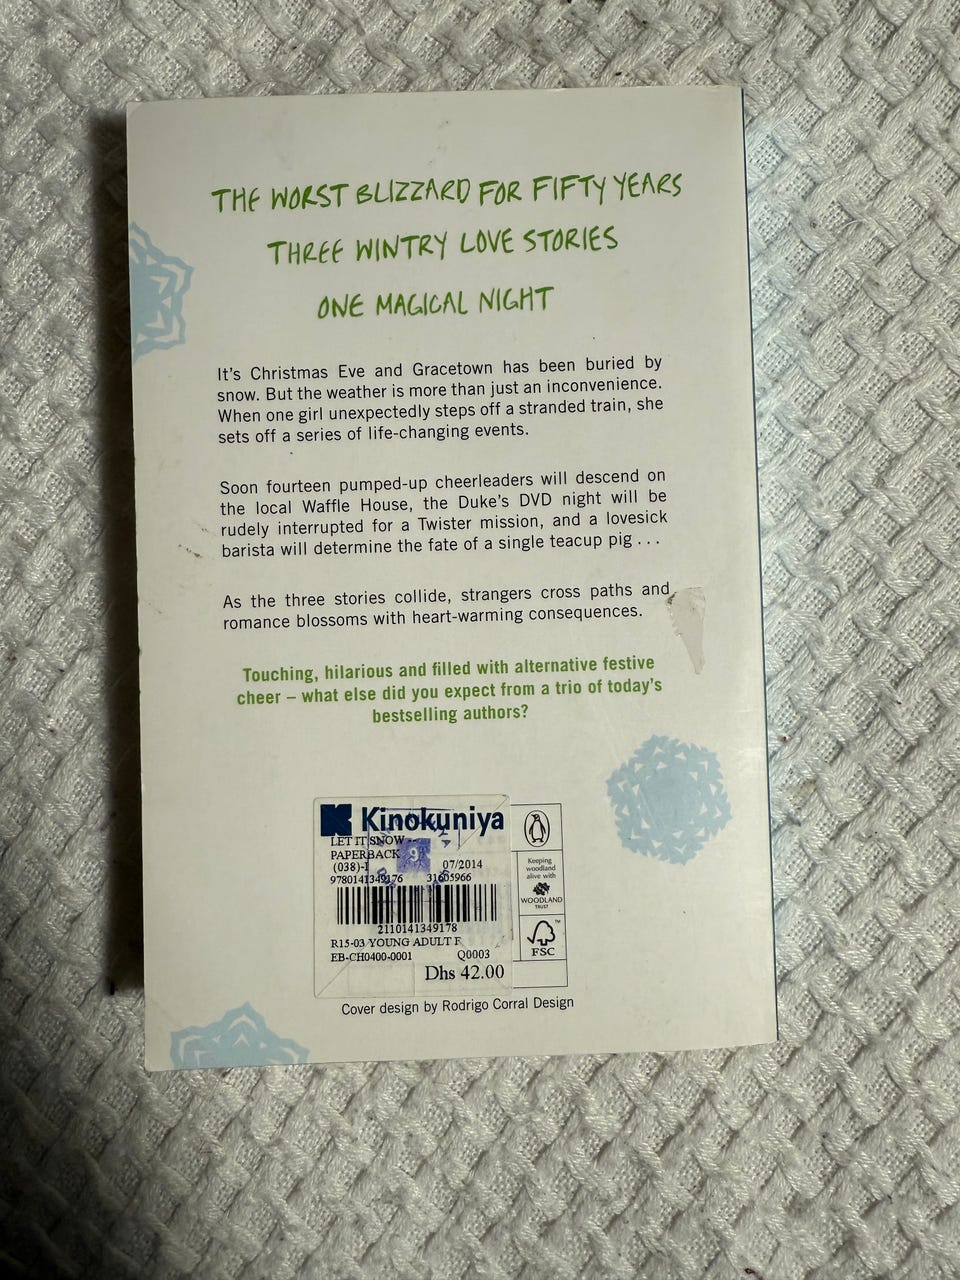 THE WORST BLIZZARD FOR FIFTY YEARS
THREE WINTRY LOVE STORIES
ONE MAGICAL NIGHT
It's Christmas Eve and Gracetown has been buried by
snow. But the weather is more than just an inconvenience.
When one girl unexpectedly steps off a stranded train, she
sets off a series of life-changing events.
Soon fourteen pumped-up cheerleaders will descend on
the local Waffle House, the Duke's DVD night will be
rudely interrupted for a Twister mission, and a lovesick
barista will determine the fate of a single teacup pig . . .
As the three stories collide, strangers cross paths and
romance blossoms with heart-warming consequences.
Touching, hilarious and filled with alternative festive
cheer – what else did you expect from a trio of today's
bestselling authors?
Kinokuniya
LET IT SNOW --
PAPERBACK
(038)-I 07/2014
9780141349176 31605966
2110141349178
R15-03 YOUNG ADULT F
EB-CH0400-0001 Q0003
Dhs 42.00
Keeping
woodland
alive with
WOODLAND
TRUST
FSC
TM
Cover design by Rodrigo Corral Design